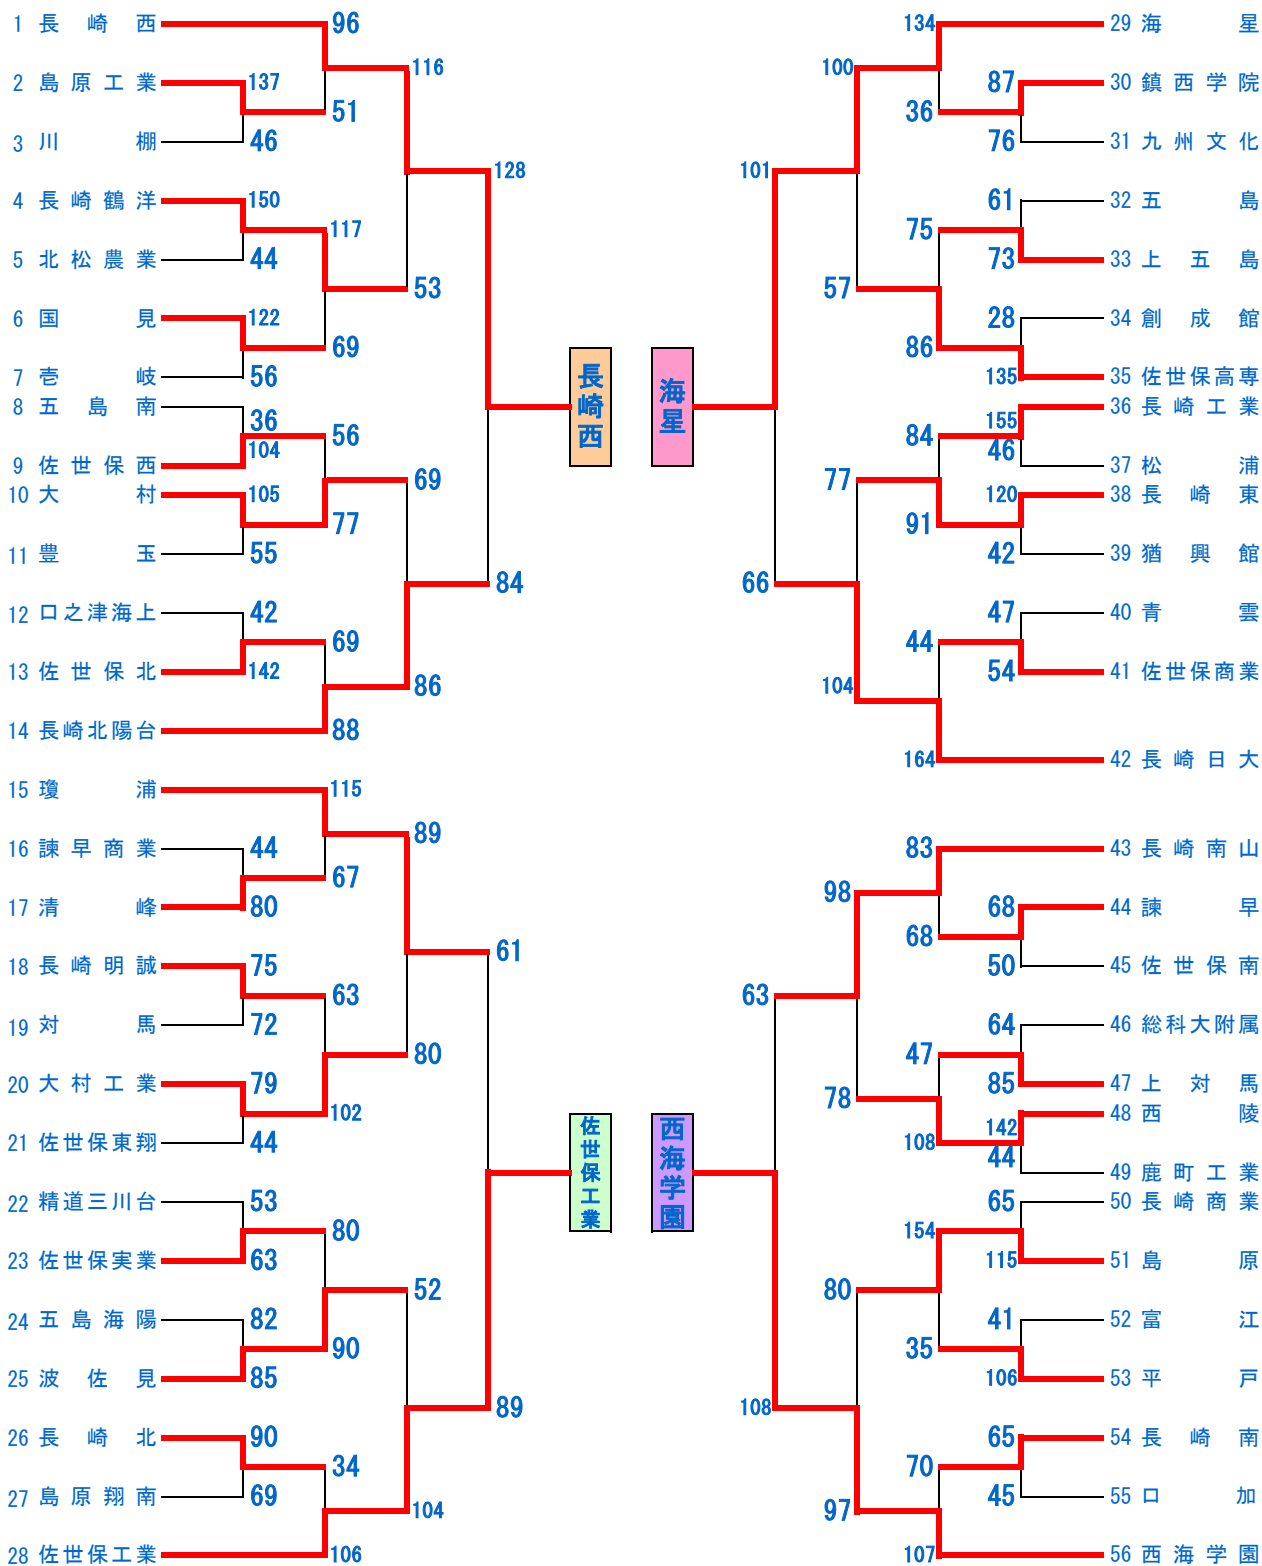 1 長崎西 96
2 島原工業 137
116
51
3 川棚 46
4 長崎鶴洋 150
128
117
5 北松農業 44
53
6 国見 122
69
7 壱岐 56
8 五島南 36
56
9 佐世保西 104
69
10 大村 105
77
11 豊玉 55
84
12 口之津海上 42
69
13 佐世保北 142
86
14 長崎北陽台 88
長崎西
15 瓊浦 115
89
16 諫早商業 44
67
17 清峰 80
61
18 長崎明誠 75
63
19 対馬 72
80
20 大村工業 79
102
21 佐世保東翔 44
22 精道三川台 53
80
23 佐世保実業 63
52
24 五島海陽 82
90
25 波佐見 85
89
26 長崎北 90
34
27 島原翔南 69
104
28 佐世保工業 106
佐世保工業
海星
134 29 海星
100
87 30 鎮西学院
36
76 31 九州文化
101
61 32 五島
75
73 33 上五島
57
28 34 創成館
86
135 35 佐世保高専
155 36 長崎工業
84
46 37 松浦
77
120 38 長崎東
91
42 39 猶興館
66
47 40 青雲
44
54 41 佐世保商業
104
164 42 長崎日大
西海学園
83 43 長崎南山
98
68 44 諫早
68
50 45 佐世保南
63
64 46 総科大附属
47
85 47 上対馬
78
142 48 西陵
108
44 49 鹿町工業
65 50 長崎商業
154
115 51 島原
80
41 52 富江
35
106 53 平戸
108
65 54 長崎南
70
45 55 口加
97
107 56 西海学園